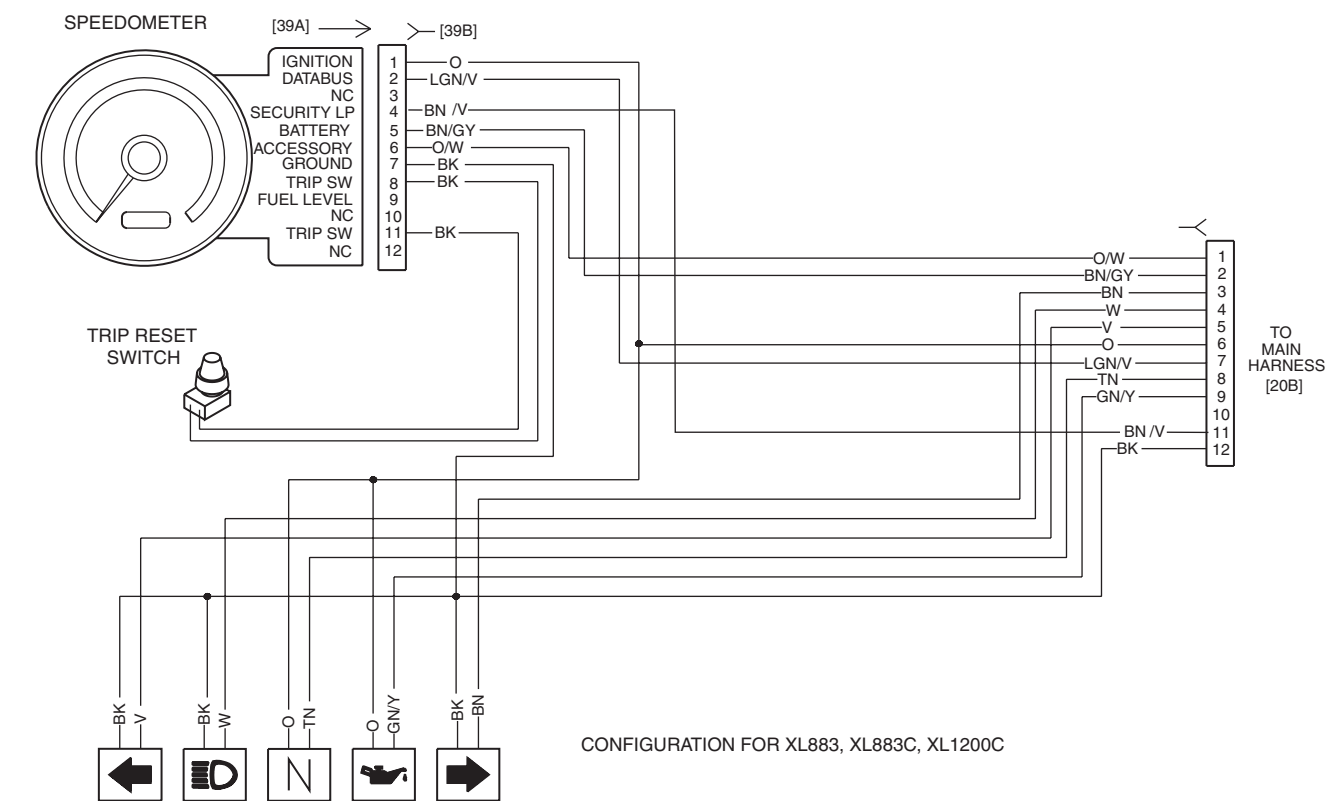 SPEEDOMETER
[39A]
[39B]
IGNITION 1 O
DATABUS 2 LGN/V
NC 3
SECURITY LP 4 BN /V
BATTERY 5 BN/GY
ACCESSORY 6 O/W
GROUND 7 BK
TRIP SW 8 BK
FUEL LEVEL 9
NC 10
TRIP SW 11 BK
NC 12
TRIP RESET
SWITCH
O/W 1
BN/GY 2
BN 3
W 4
V 5
O 6
LGN/V 7
TN 8
GN/Y 9
10
BN /V 11
BK 12
TO
MAIN
HARNESS
[20B]
BK
V
BK
W
O
TN
O
GN/Y
BK
BN
N
CONFIGURATION FOR XL883, XL883C, XL1200C